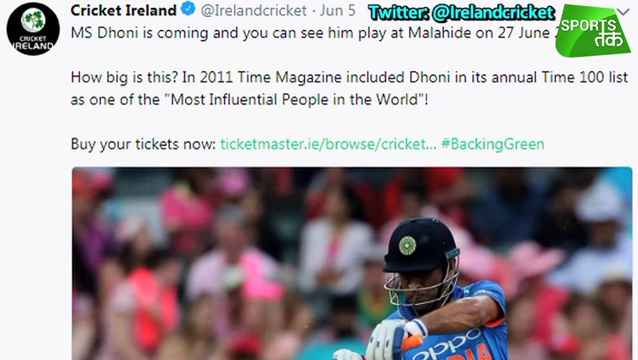 Cricket Ireland @Irelandcricket · Jun 5
Twitter: @Irelandcricket
MS Dhoni is coming and you can see him play at Malahide on 27 June
SPORTS
तक
CRICKET
IRELAND
How big is this? In 2011 Time Magazine included Dhoni in its annual Time 100 list
as one of the "Most Influential People in the World"!
Buy your tickets now: ticketmaster.ie/browse/cricket... #BackingGreen
oppo
INDIA